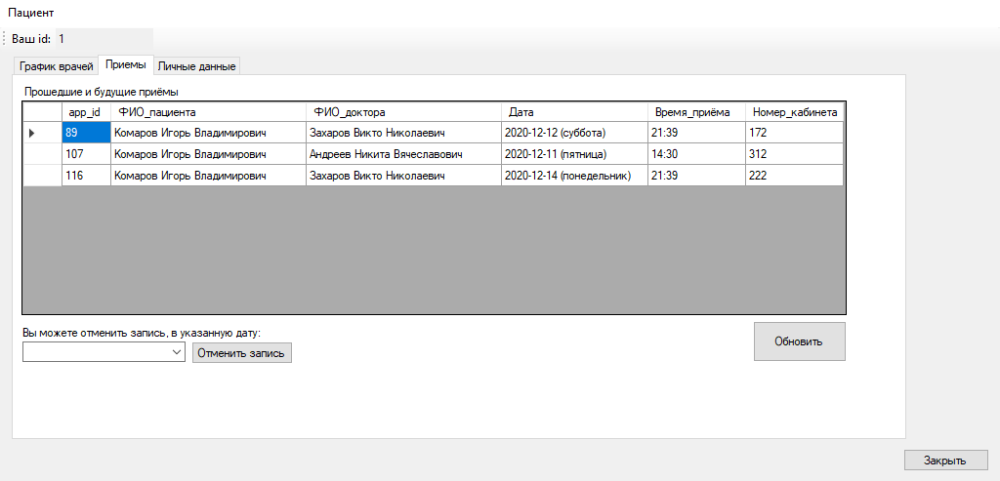 Пациент
Ваш id: 1
График врачей Приемы Личные данные
Прошедшие и будущие приёмы
app_id ФИО_пациента ФИО_доктора Дата Время_приёма Номер_кабинета
89 Комаров Игорь Владимирович Захаров Викто Николаевич 2020-12-12 (суббота) 21:39 172
107 Комаров Игорь Владимирович Андреев Никита Вячеславович 2020-12-11 (пятница) 14:30 312
116 Комаров Игорь Владимирович Захаров Викто Николаевич 2020-12-14 (понедельник) 21:39 222
Вы можете отменить запись, в указанную дату:
Отменить запись
Обновить
Закрыть